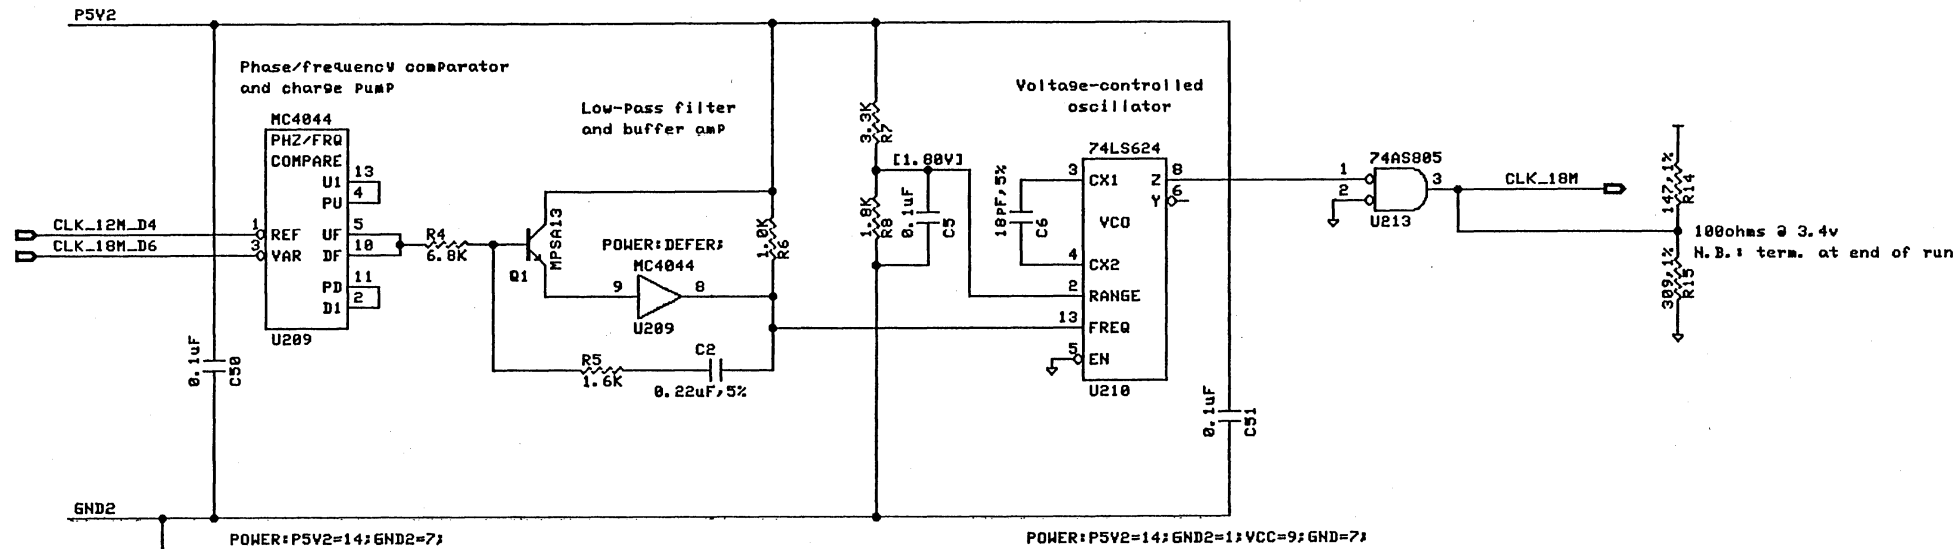 P5V2
Phase/frequency comparator
and charge pump
MC4044
PHZ/FRQ
COMPARE
13
U1
4
PU
CLK_12M_D4
1
REF
UF
5
CLK_18M_D6
3
VAR
DF
10
PD
11
D1
2
U209
0.1uF
C50
R4
6.8K
Low-pass filter
and buffer amp
Q1
MPSA13
POWER:DEFER;
MC4044
9
8
U209
1.0K
R6
R5
1.6K
C2
0.22uF,5%
3.3K
R7
[1.80V]
1.8K
R8
0.1uF
C5
Voltage-controlled
oscillator
74LS624
3
CX1
Z
8
Y
6
VCO
18pF,5%
C6
4
CX2
2
RANGE
13
FREQ
5
EN
U210
0.1uF
C51
74AS805
1
2
3
U213
CLK_18M
147,1%
R14
100ohms @ 3.4v
N.B.: term. at end of run
309,1%
R15
GND2
POWER:P5V2=14;GND2=7;
POWER:P5V2=14;GND2=1;VCC=9;GND=7;